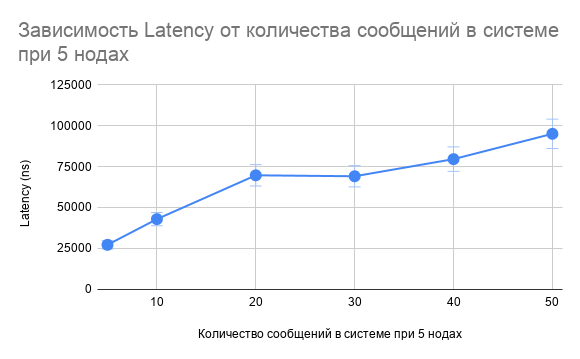 Зависимость Latency от количества сообщений в системе
при 5 нодах
125000
100000
75000
50000
25000
0
Latency (ns)
10 20 30 40 50
Количество сообщений в системе при 5 нодах